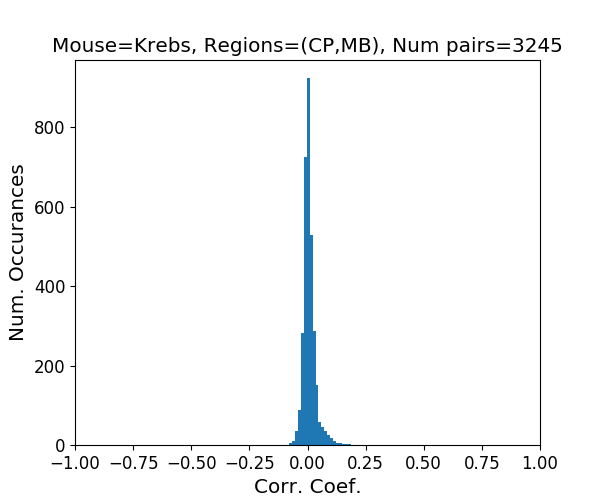 Mouse=Krebs, Regions=(CP,MB), Num pairs=3245
Num. Occurances
800
600
400
200
0
−1.00 −0.75 −0.50 −0.25 0.00 0.25 0.50 0.75 1.00
Corr. Coef.